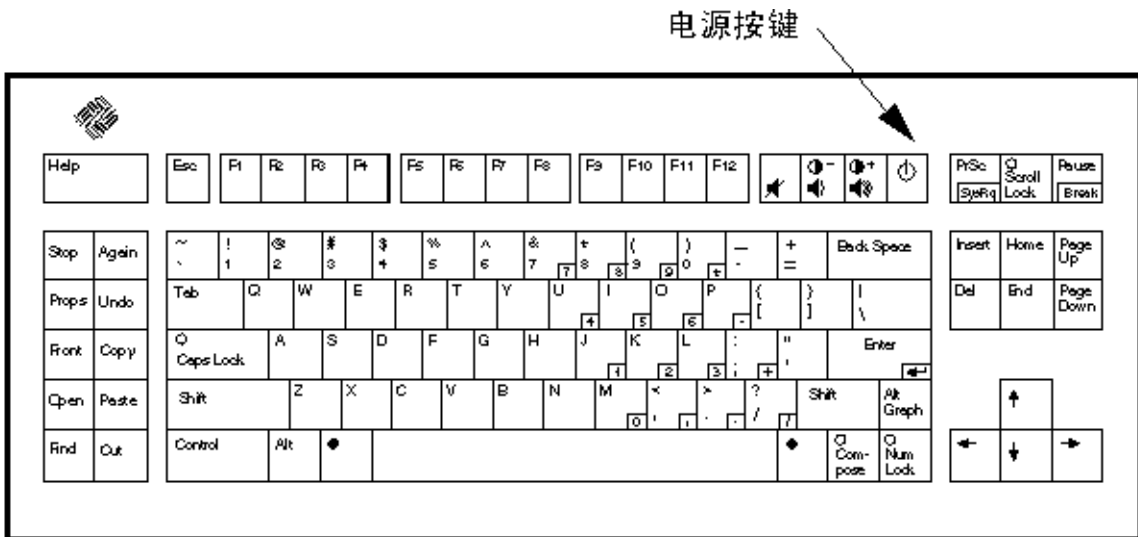 电源按键
Help Esc F1 F2 F3 F4 F5 F6 F7 F8 F9 F10 F11 F12 - + PrSc SysRq Scroll Lock Pause Break
Stop Again ~ ` ! 1 @ 2 # 3 $ 4 % 5 ^ 6 & 7 7 * 8 8 ( 9 9 ) 0 * _ - + = Back Space Insert Home Page Up
Props Undo Tab Q W E R T Y U 4 I 5 O 6 P - { [ } ] | \ Del End Page Down
Front Copy Caps Lock A S D F G H J 1 K 2 L 3 : ; + " ' Enter
Open Paste Shift Z X C V B N M 0 < , , > . . ? / / Shift Alt Graph
Find Cut Control Alt Com- pose Num Lock